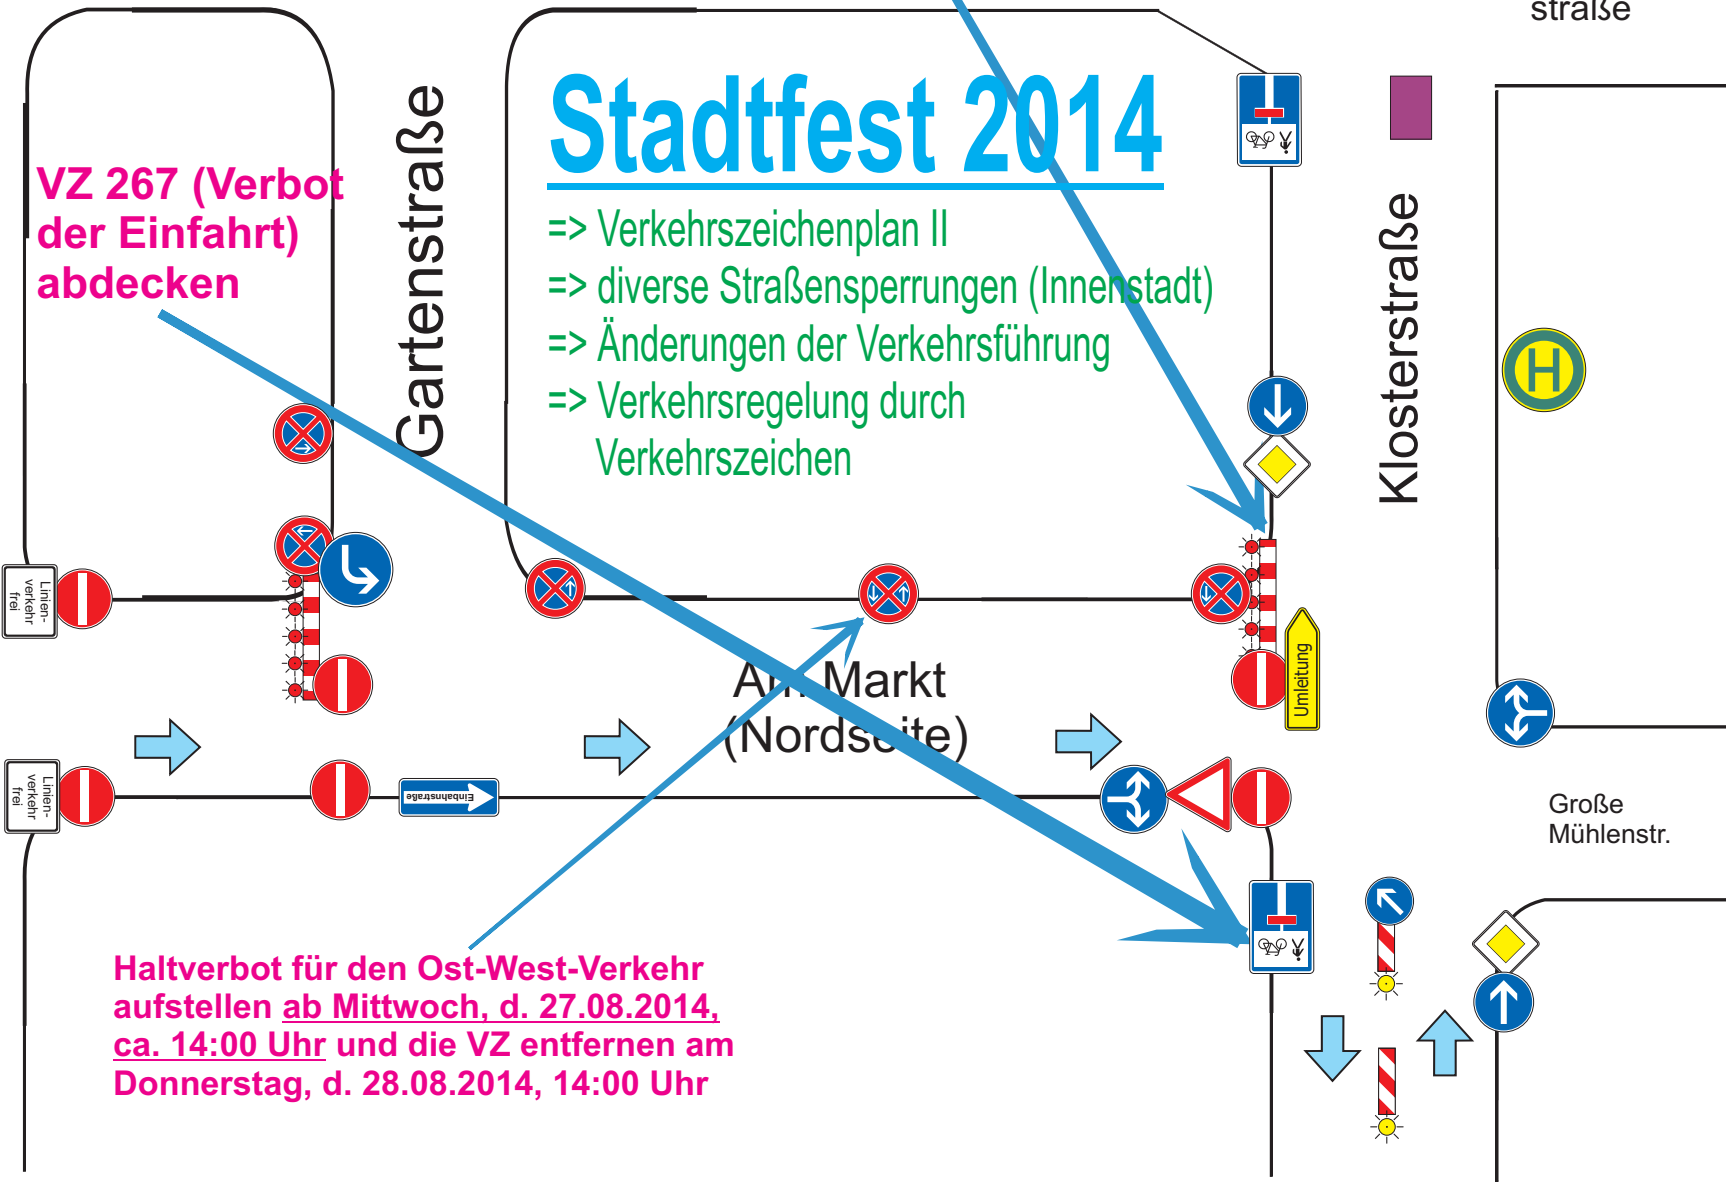 straße
Stadtfest 2014
VZ 267 (Verbot
der Einfahrt)
abdecken
Gartenstraße
=> Verkehrszeichenplan II
=> diverse Straßensperrungen (Innenstadt)
=> Änderungen der Verkehrsführung
=> Verkehrsregelung durch
Verkehrszeichen
Klosterstraße
H
Linien-
verkehr
frei
Umleitung
Am Markt
(Nordseite)
Linien-
verkehr
frei
Einbahnstraße
Große
Mühlenstr.
Haltverbot für den Ost-West-Verkehr
aufstellen ab Mittwoch, d. 27.08.2014,
ca. 14:00 Uhr und die VZ entfernen am
Donnerstag, d. 28.08.2014, 14:00 Uhr